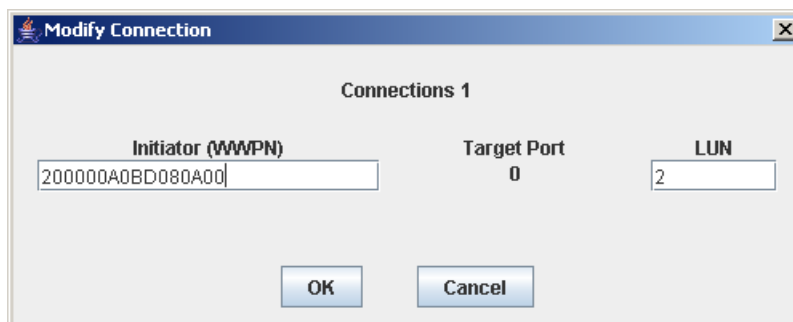 Modify Connection
Connections 1
Initiator (WWPN) Target Port LUN
200000A0BD080A00 0 2
OK Cancel